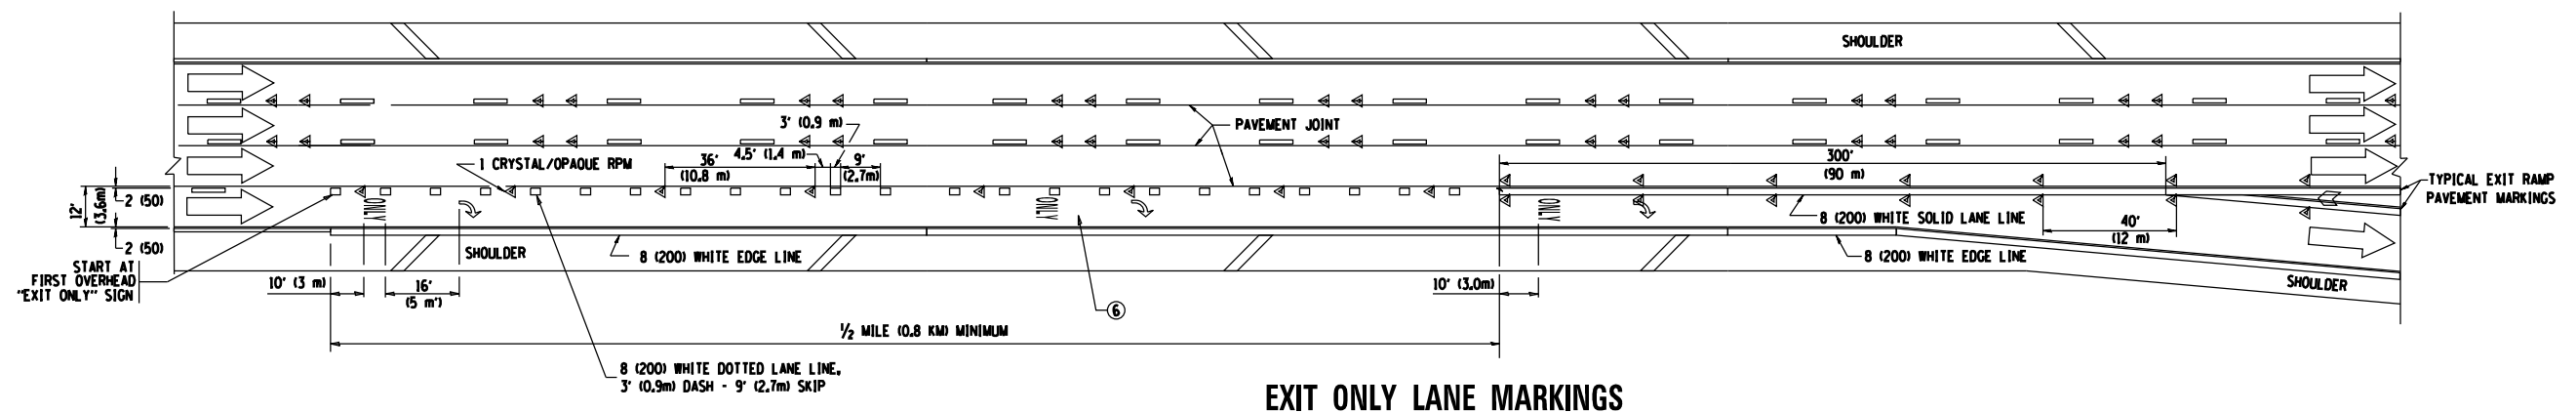 SHOULDER
3' (0.9 m)
PAVEMENT JOINT
4.5' (1.4 m)
1 CRYSTAL/OPAQUE RPM
36'
(10.8 m)
9'
(2.7m)
300'
(90 m)
TYPICAL EXIT RAMP
PAVEMENT MARKINGS
12'
(3.6m)
2 (50)
2 (50)
ONLY
ONLY
ONLY
8 (200) WHITE SOLID LANE LINE
40'
(12 m)
START AT
FIRST OVERHEAD
"EXIT ONLY" SIGN
SHOULDER
8 (200) WHITE EDGE LINE
8 (200) WHITE EDGE LINE
10' (3 m)
16'
(5 m')
10' (3.0m)
SHOULDER
6
1/2 MILE (0.8 KM) MINIMUM
8 (200) WHITE DOTTED LANE LINE,
3' (0.9m) DASH - 9' (2.7m) SKIP
EXIT ONLY LANE MARKINGS